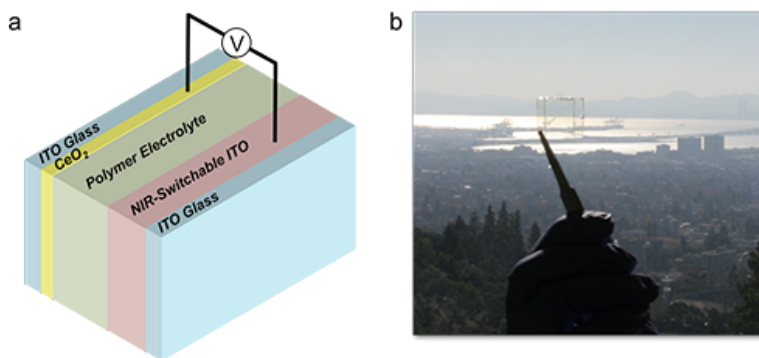 a
V
ITO Glass
CeO₂
Polymer Electrolyte
NIR-Switchable ITO
ITO Glass
b